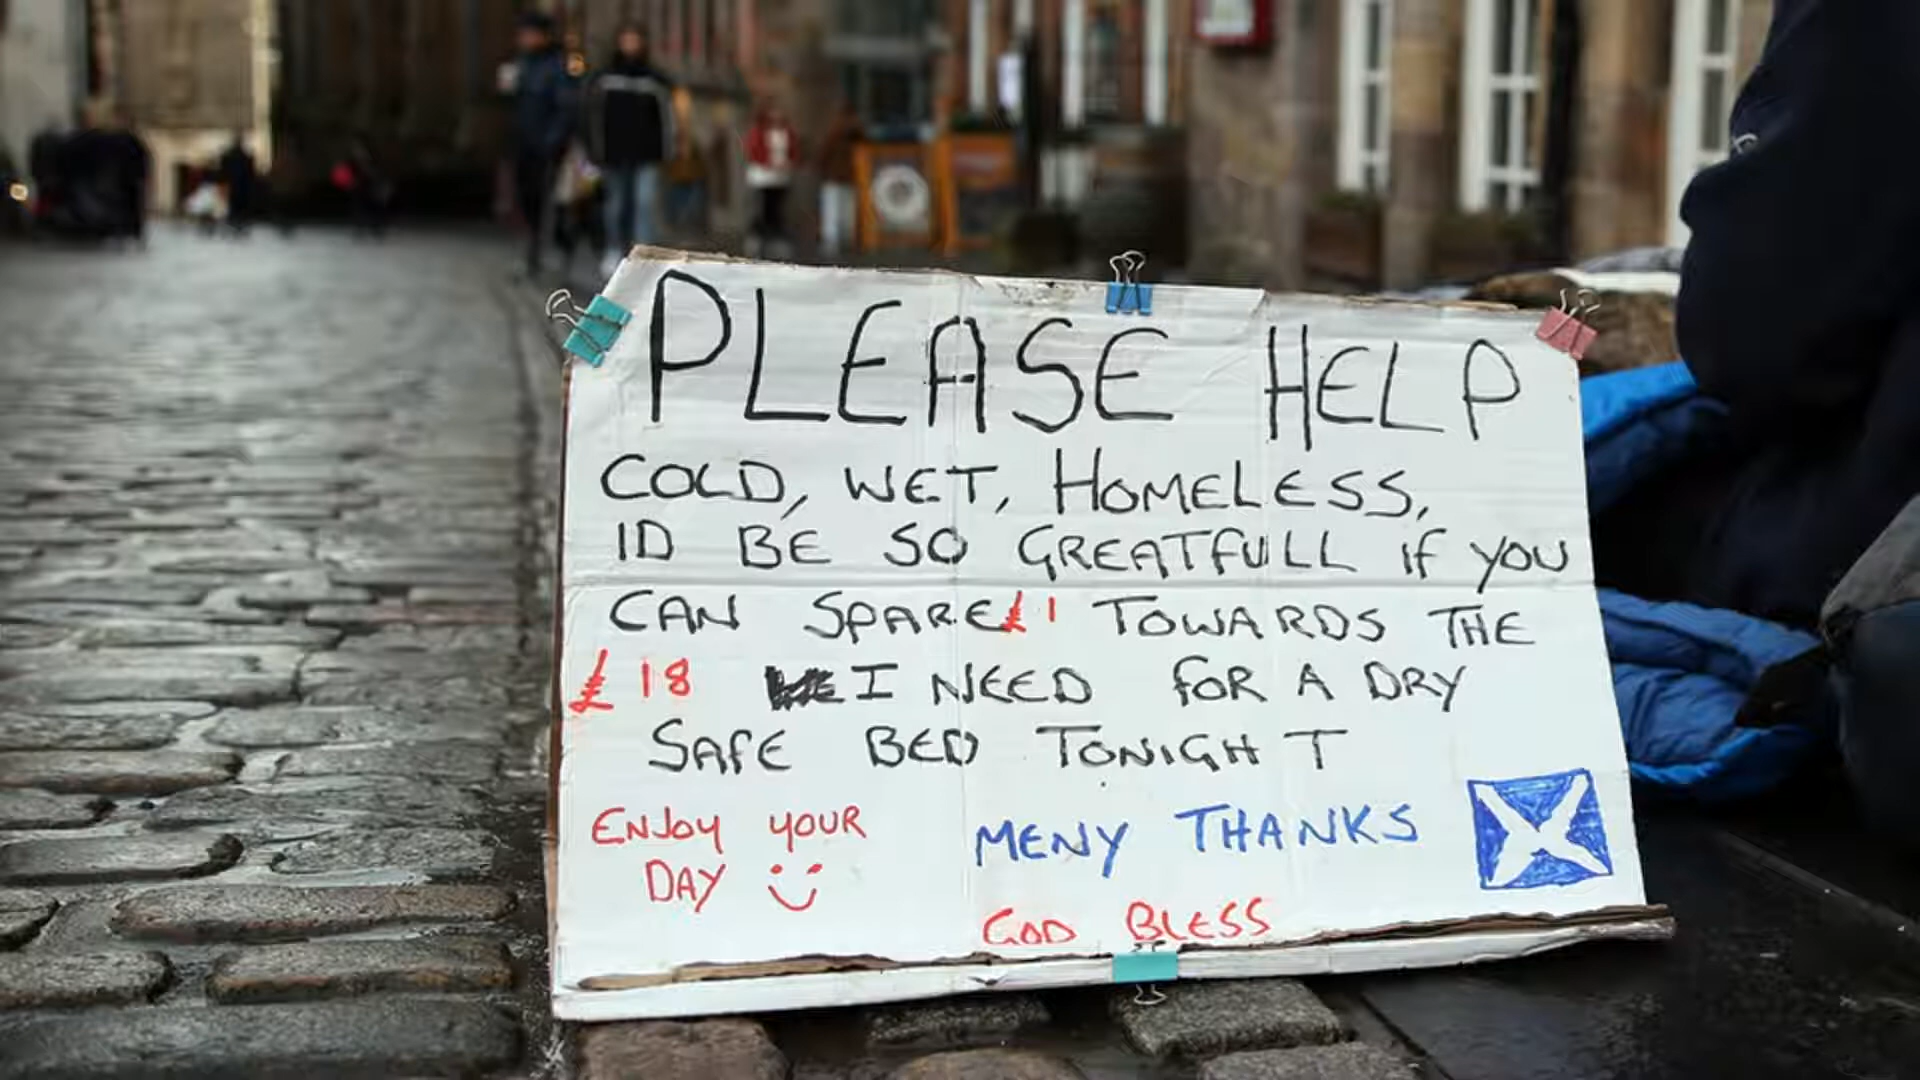 PLEASE HELP
COLD, WET, HOMELESS,
ID BE SO GREATFULL IF YOU
CAN SPARE £1 TOWARDS THE
£18 I NEED FOR A DRY
SAFE BED TONIGHT
ENJOY YOUR
DAY
MENY THANKS
GOD BLESS